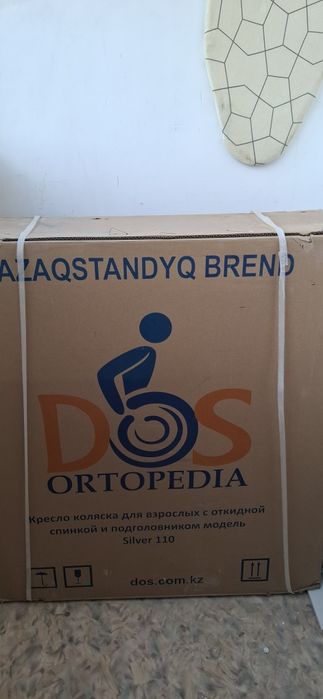 AZAQSTANDYQ BREND
DOS
ORTOPEDIA
Кресло коляска для взрослых с откидной
спинкой и подголовником модель
Silver 110
dos.com.kz